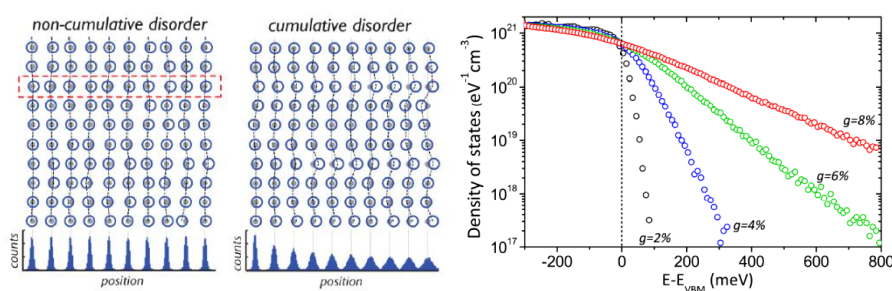 non-cumulative disorder
cumulative disorder
counts
position
counts
position
Density of states (eV⁻¹ cm⁻³)
10²¹
10²⁰
10¹⁹
10¹⁸
10¹⁷
g=8%
g=6%
g=4%
g=2%
-200 0 200 400 600 800
E-E_VBM (meV)